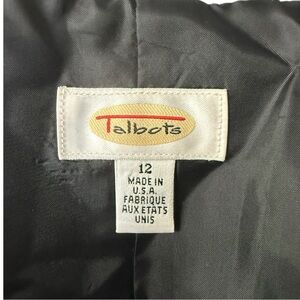 Talbots
12
MADE IN
U.S.A.
FABRIQUE
AUX ETATS
UNIS